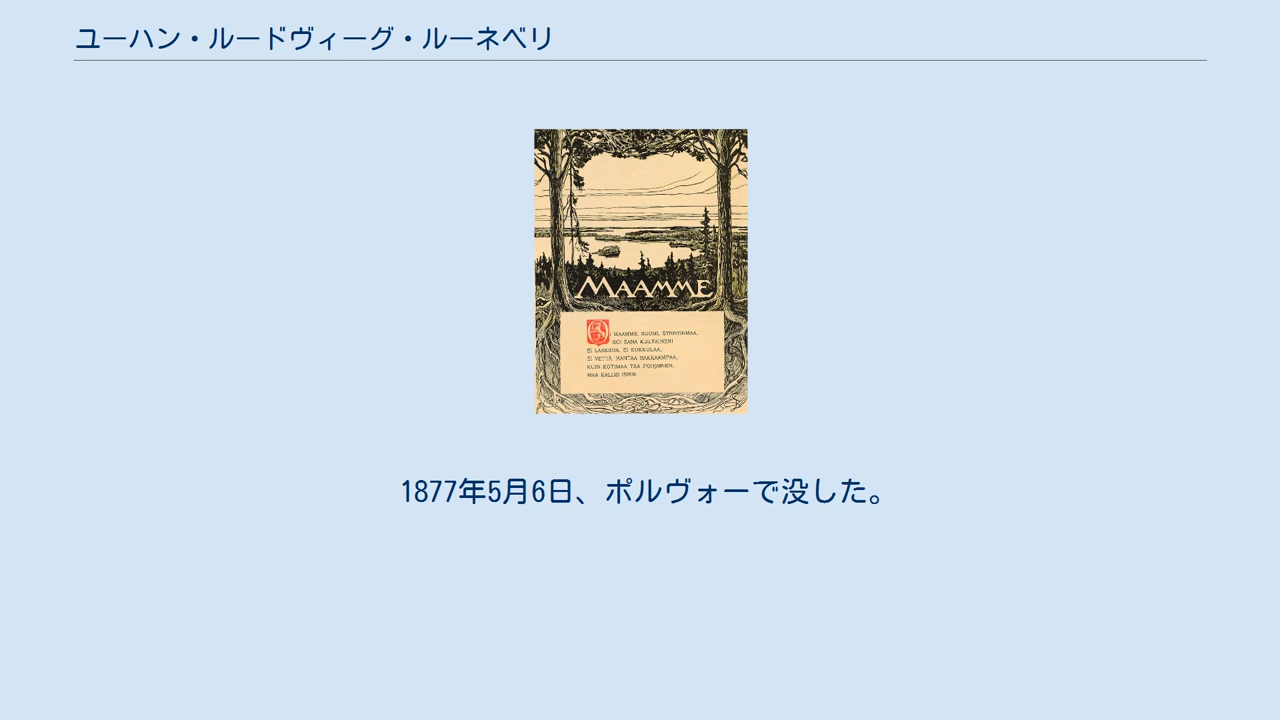 ユーハン・ルードヴィーグ・ルーネベリ
MAAMME
OI MAAMME, SUOMI, SYNNYINMAA,
SOI SANA KULTAINEN!
EI LAAKSOA, EI KUKKULAA,
EI VETTÄ, RANTAA RAKKAAMPAA,
KUIN KOTIMAA TÄÄ POHJOINEN,
MAA KALLIS ISIEN.
1877年5月6日、ポルヴォーで没した。